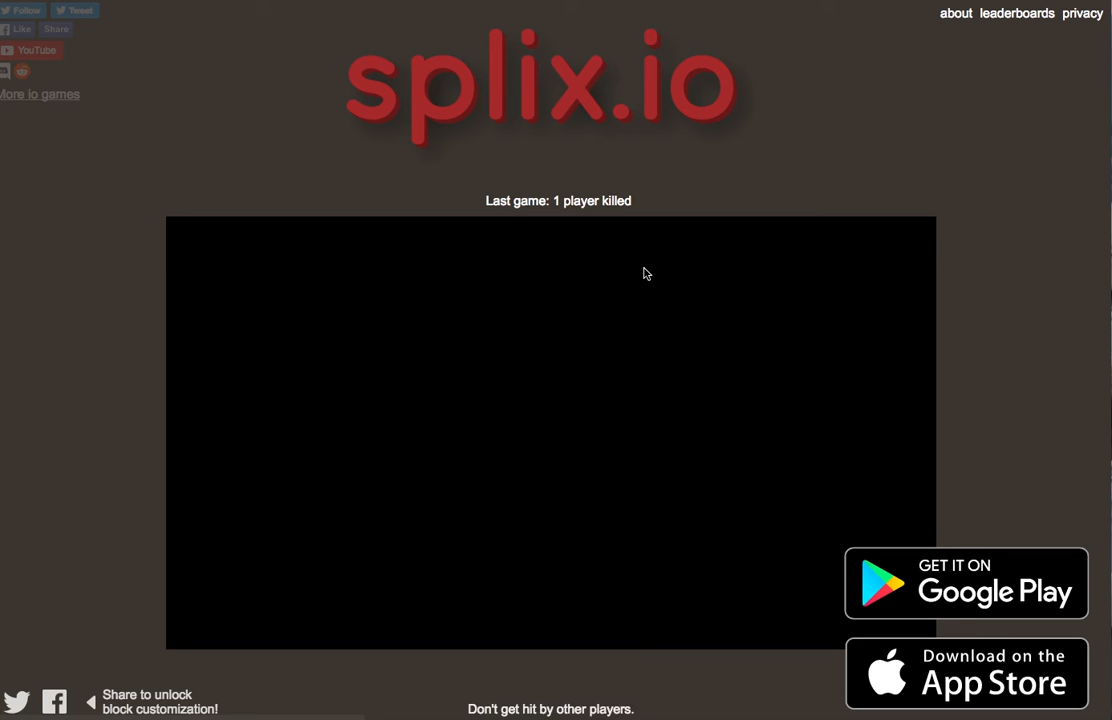 Follow Tweet
Like Share
YouTube
More io games
about leaderboards privacy
splix.io
Last game: 1 player killed
GET IT ON
Google Play
Download on the
App Store
Share to unlock
block customization!
Don't get hit by other players.